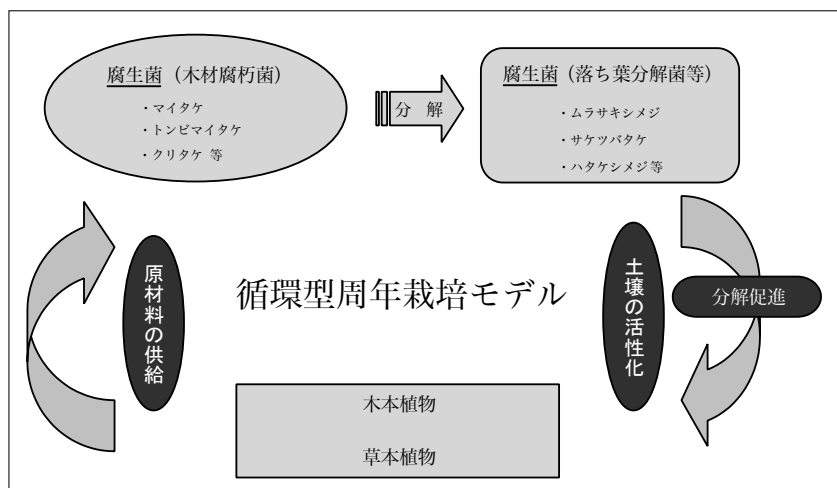 腐生菌（木材腐朽菌）
・マイタケ
・トンビマイタケ
・クリタケ 等
分 解
腐生菌（落ち葉分解菌等）
・ムラサキシメジ
・サケツバタケ
・ハタケシメジ等
原材料の供給
循環型周年栽培モデル
土壌の活性化
分解促進
木本植物
草本植物